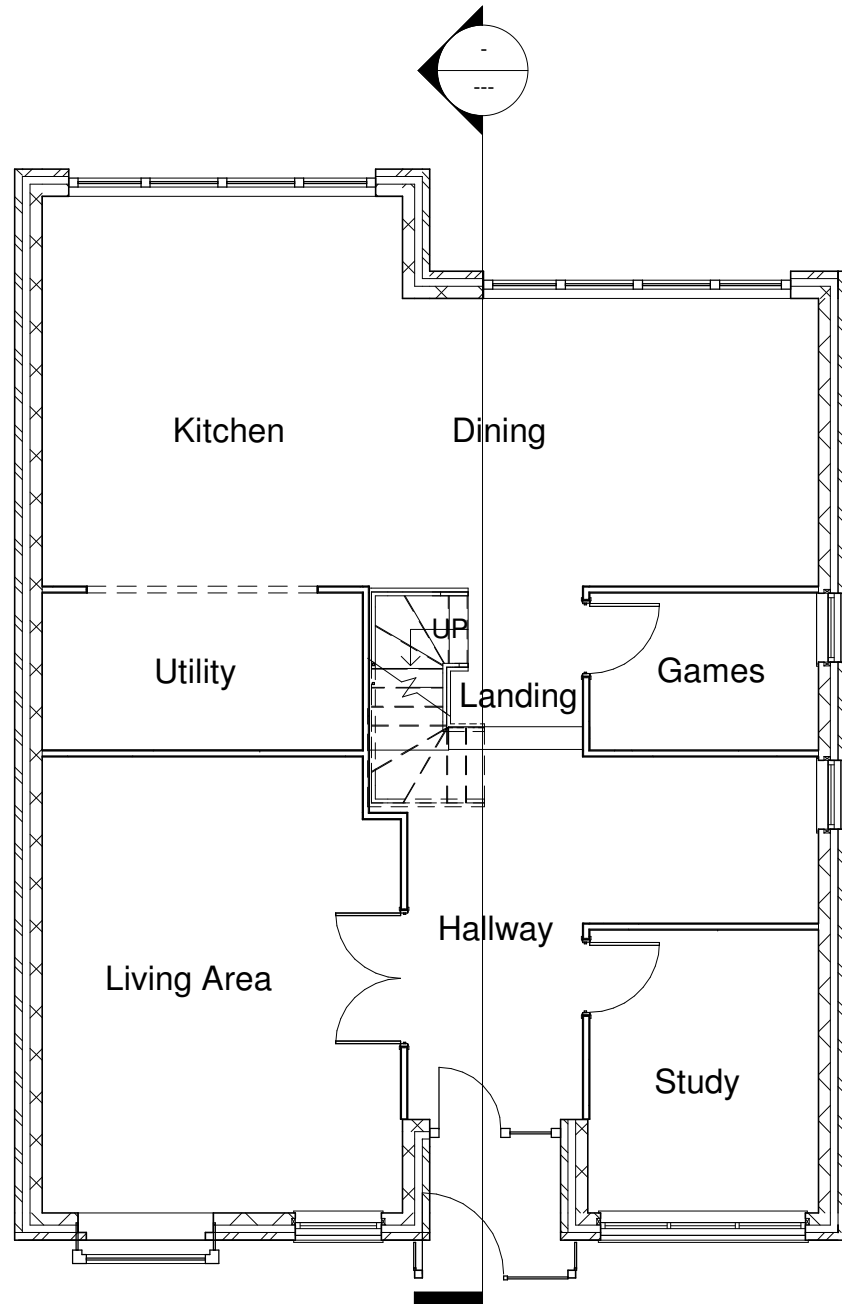 -
---
Kitchen
Dining
UP
Utility
Landing
Games
Hallway
Living Area
Study